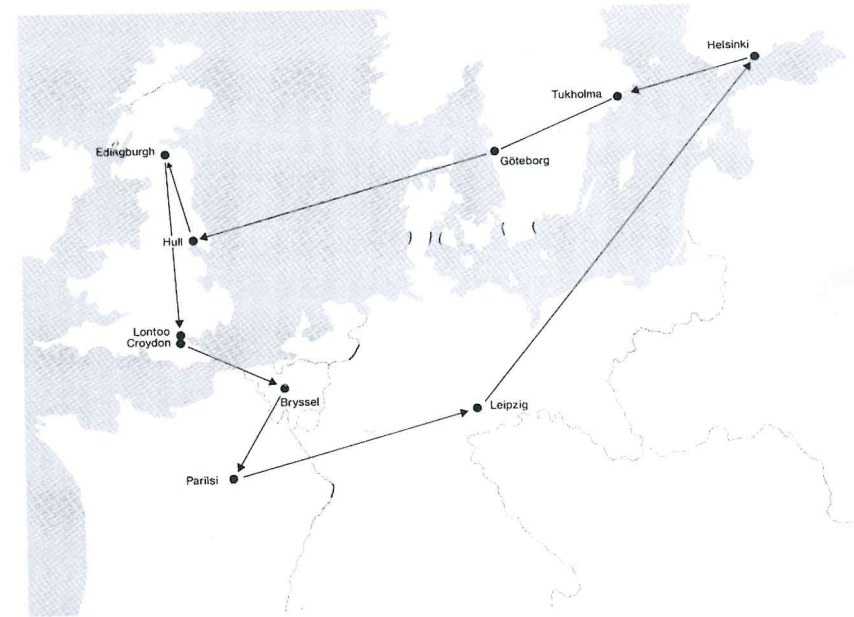 Helsinki
Tukholma
Edingburgh
Göteborg
Hull
Lontoo
Croydon
Bryssel
Leipzig
Pariisi